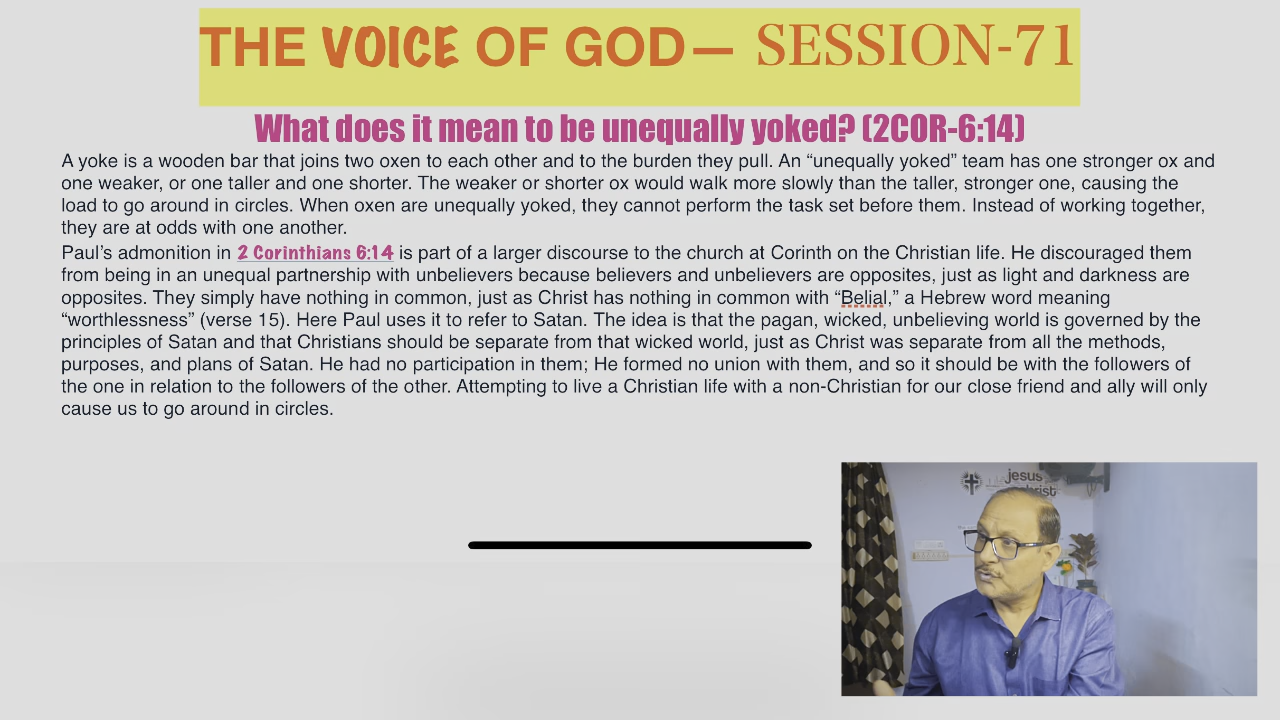 THE VOICE OF GOD— SESSION-71
What does it mean to be unequally yoked? (2COR-6:14)
A yoke is a wooden bar that joins two oxen to each other and to the burden they pull. An “unequally yoked” team has one stronger ox and
one weaker, or one taller and one shorter. The weaker or shorter ox would walk more slowly than the taller, stronger one, causing the
load to go around in circles. When oxen are unequally yoked, they cannot perform the task set before them. Instead of working together,
they are at odds with one another.
Paul’s admonition in 2 Corinthians 6:14 is part of a larger discourse to the church at Corinth on the Christian life. He discouraged them
from being in an unequal partnership with unbelievers because believers and unbelievers are opposites, just as light and darkness are
opposites. They simply have nothing in common, just as Christ has nothing in common with “Belial,” a Hebrew word meaning
“worthlessness” (verse 15). Here Paul uses it to refer to Satan. The idea is that the pagan, wicked, unbelieving world is governed by the
principles of Satan and that Christians should be separate from that wicked world, just as Christ was separate from all the methods,
purposes, and plans of Satan. He had no participation in them; He formed no union with them, and so it should be with the followers of
the one in relation to the followers of the other. Attempting to live a Christian life with a non-Christian for our close friend and ally will only
cause us to go around in circles.
jesus
christ